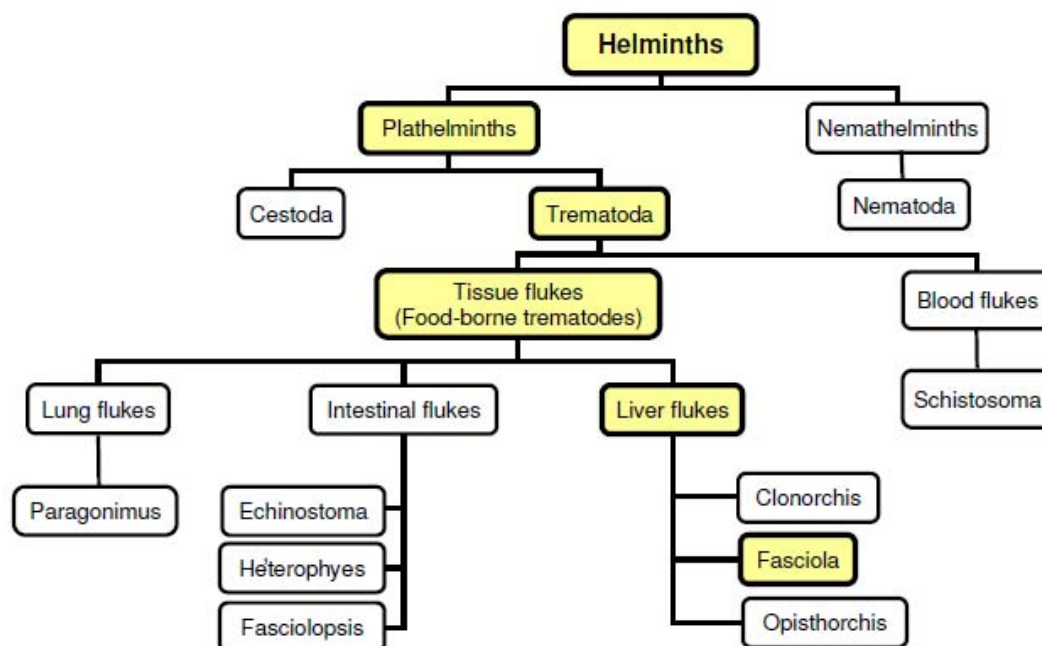 Helminths
Plathelminths
Nemathelminths
Cestoda
Trematoda
Nematoda
Tissue flukes
(Food-borne trematodes)
Blood flukes
Lung flukes
Intestinal flukes
Liver flukes
Schistosoma
Paragonimus
Echinostoma
Clonorchis
Heterophyes
Fasciola
Fasciolopsis
Opisthorchis